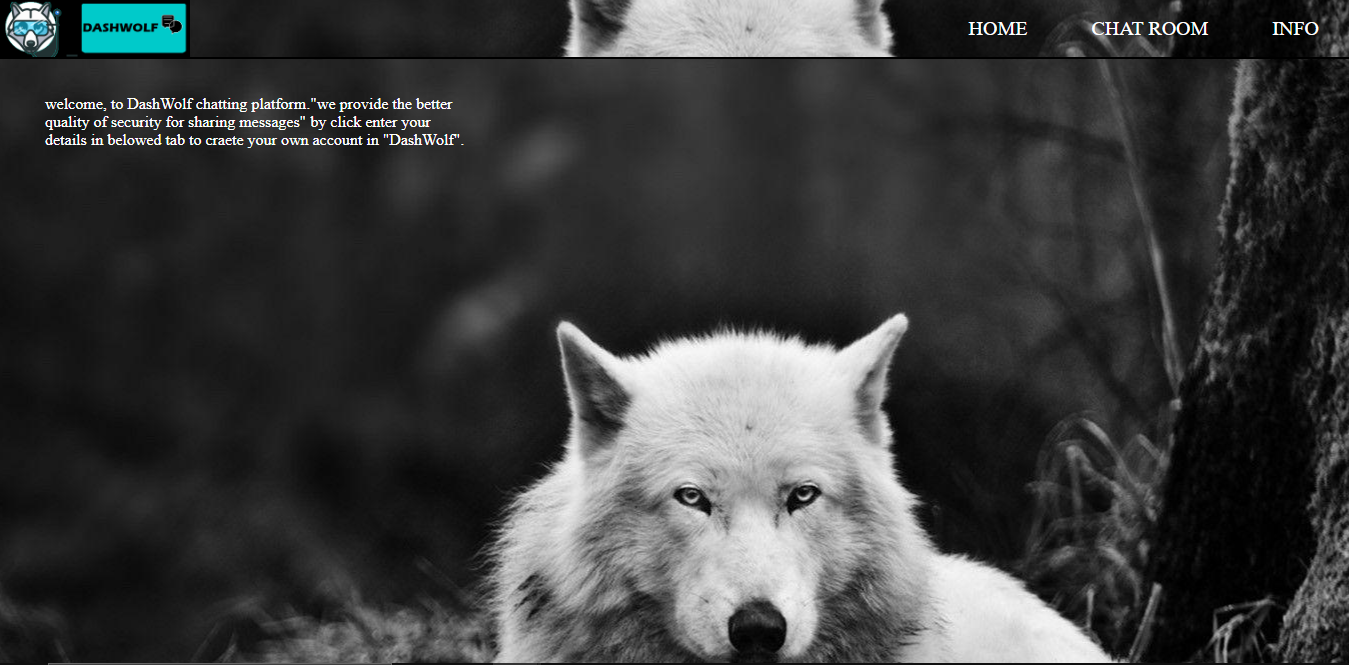 DASHWOLF
HOME CHAT ROOM INFO
welcome, to DashWolf chatting platform."we provide the better
quality of security for sharing messages" by click enter your
details in belowed tab to craete your own account in "DashWolf".